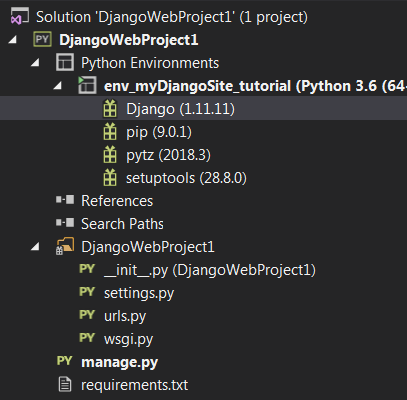 Solution 'DjangoWebProject1' (1 project)
PY DjangoWebProject1
Python Environments
env_myDjangoSite_tutorial (Python 3.6 (64-
Django (1.11.11)
pip (9.0.1)
pytz (2018.3)
setuptools (28.8.0)
References
Search Paths
DjangoWebProject1
PY __init__.py (DjangoWebProject1)
PY settings.py
PY urls.py
PY wsgi.py
PY manage.py
requirements.txt